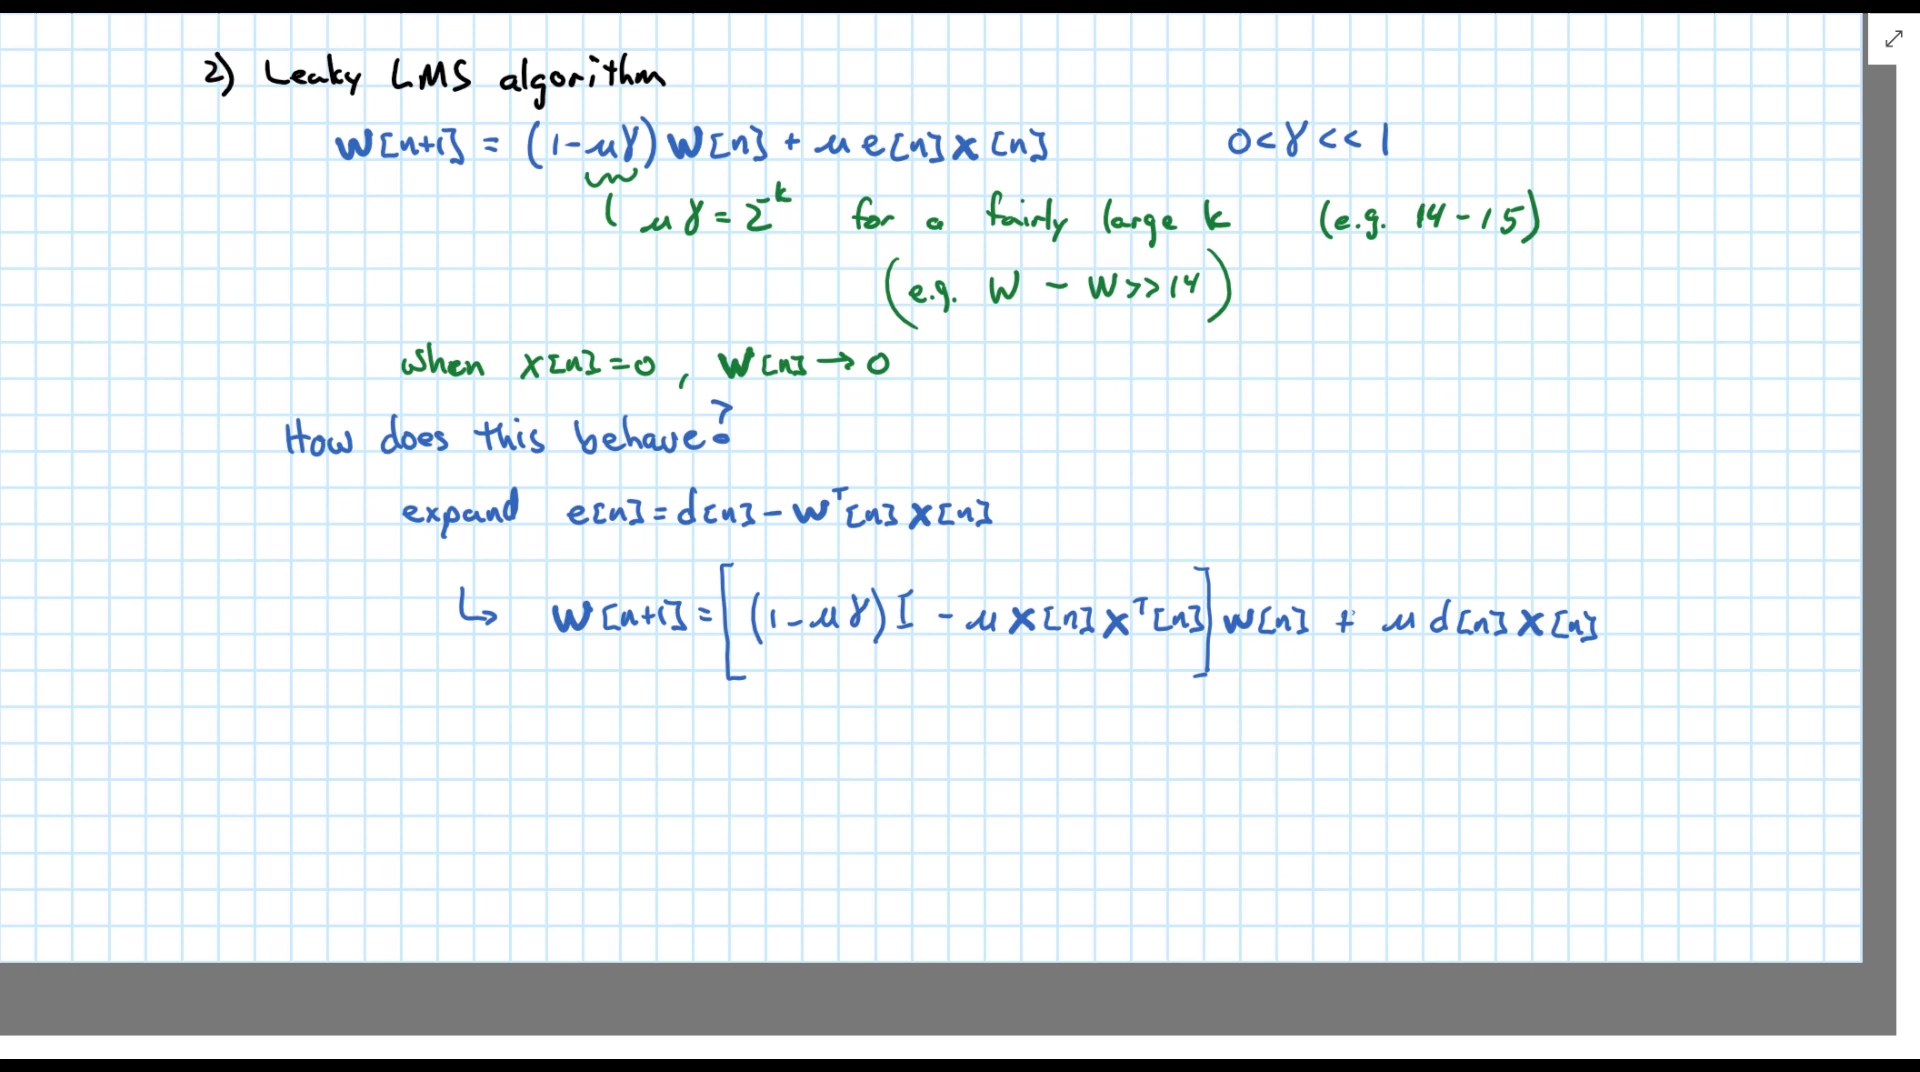 2) Leaky LMS algorithm
w[n+1] = (1-μγ) w[n] + μ e[n] x[n] 0<γ<<1
( μγ = 2^-k for a fairly large k (e.g. 14-15)
(e.g. w - w>>14)
when x[n]=0, w[n] → 0
How does this behave?
expand e[n] = d[n] - w^T[n] x[n]
↳ w[n+1] = [(1-μγ)I - μ x[n] x^T[n]] w[n] + μ d[n] x[n]